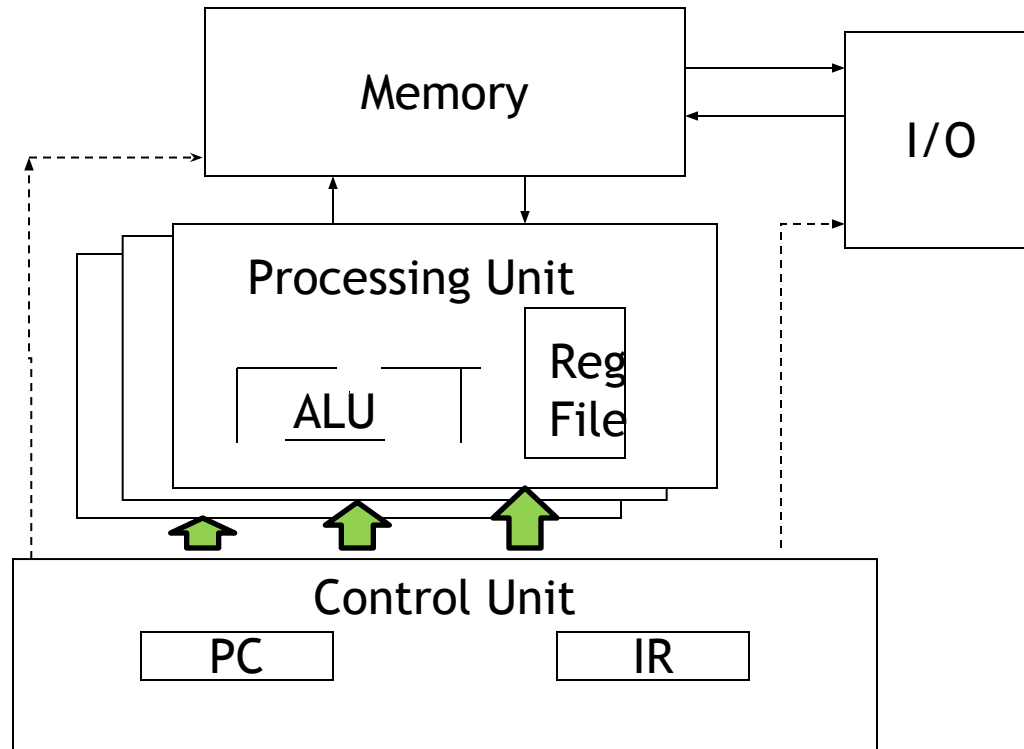 Memory
I/O
Processing Unit
Reg
File
ALU
Control Unit
PC
IR